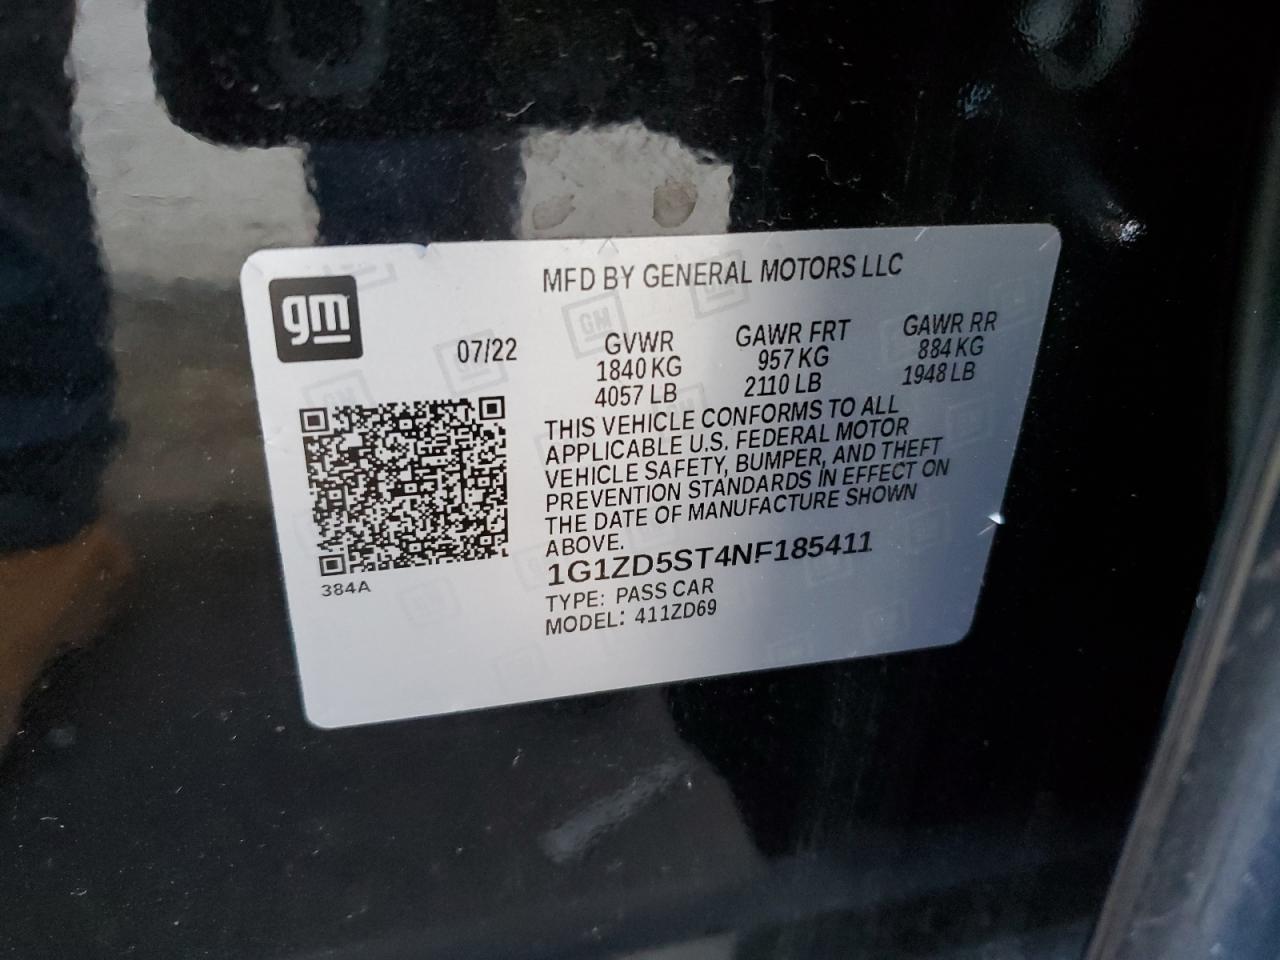 gm
MFD BY GENERAL MOTORS LLC
07/22
GVWR GAWR FRT GAWR RR
1840 KG 957 KG 884 KG
4057 LB 2110 LB 1948 LB
THIS VEHICLE CONFORMS TO ALL
APPLICABLE U.S. FEDERAL MOTOR
VEHICLE SAFETY, BUMPER, AND THEFT
PREVENTION STANDARDS IN EFFECT ON
THE DATE OF MANUFACTURE SHOWN
ABOVE.
1G1ZD5ST4NF185411
TYPE: PASS CAR
MODEL: 411ZD69
384A